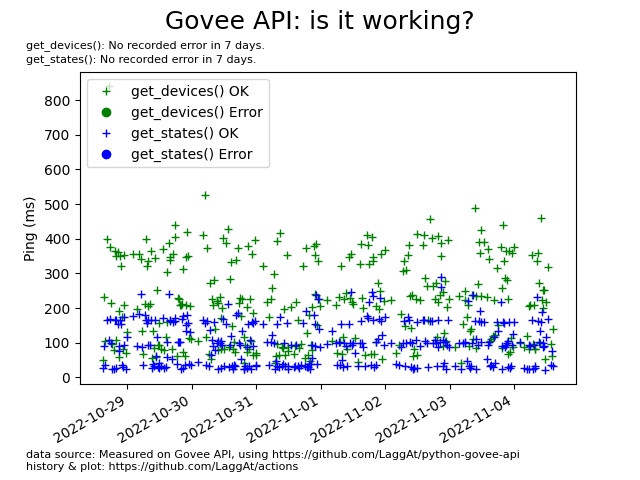 Govee API: is it working?
get_devices(): No recorded error in 7 days.
get_states(): No recorded error in 7 days.
get_devices() OK
get_devices() Error
get_states() OK
get_states() Error
Ping (ms)
800
700
600
500
400
300
200
100
0
2022-10-29
2022-10-30
2022-10-31
2022-11-01
2022-11-02
2022-11-03
2022-11-04
data source: Measured on Govee API, using https://github.com/LaggAt/python-govee-api
history & plot: https://github.com/LaggAt/actions